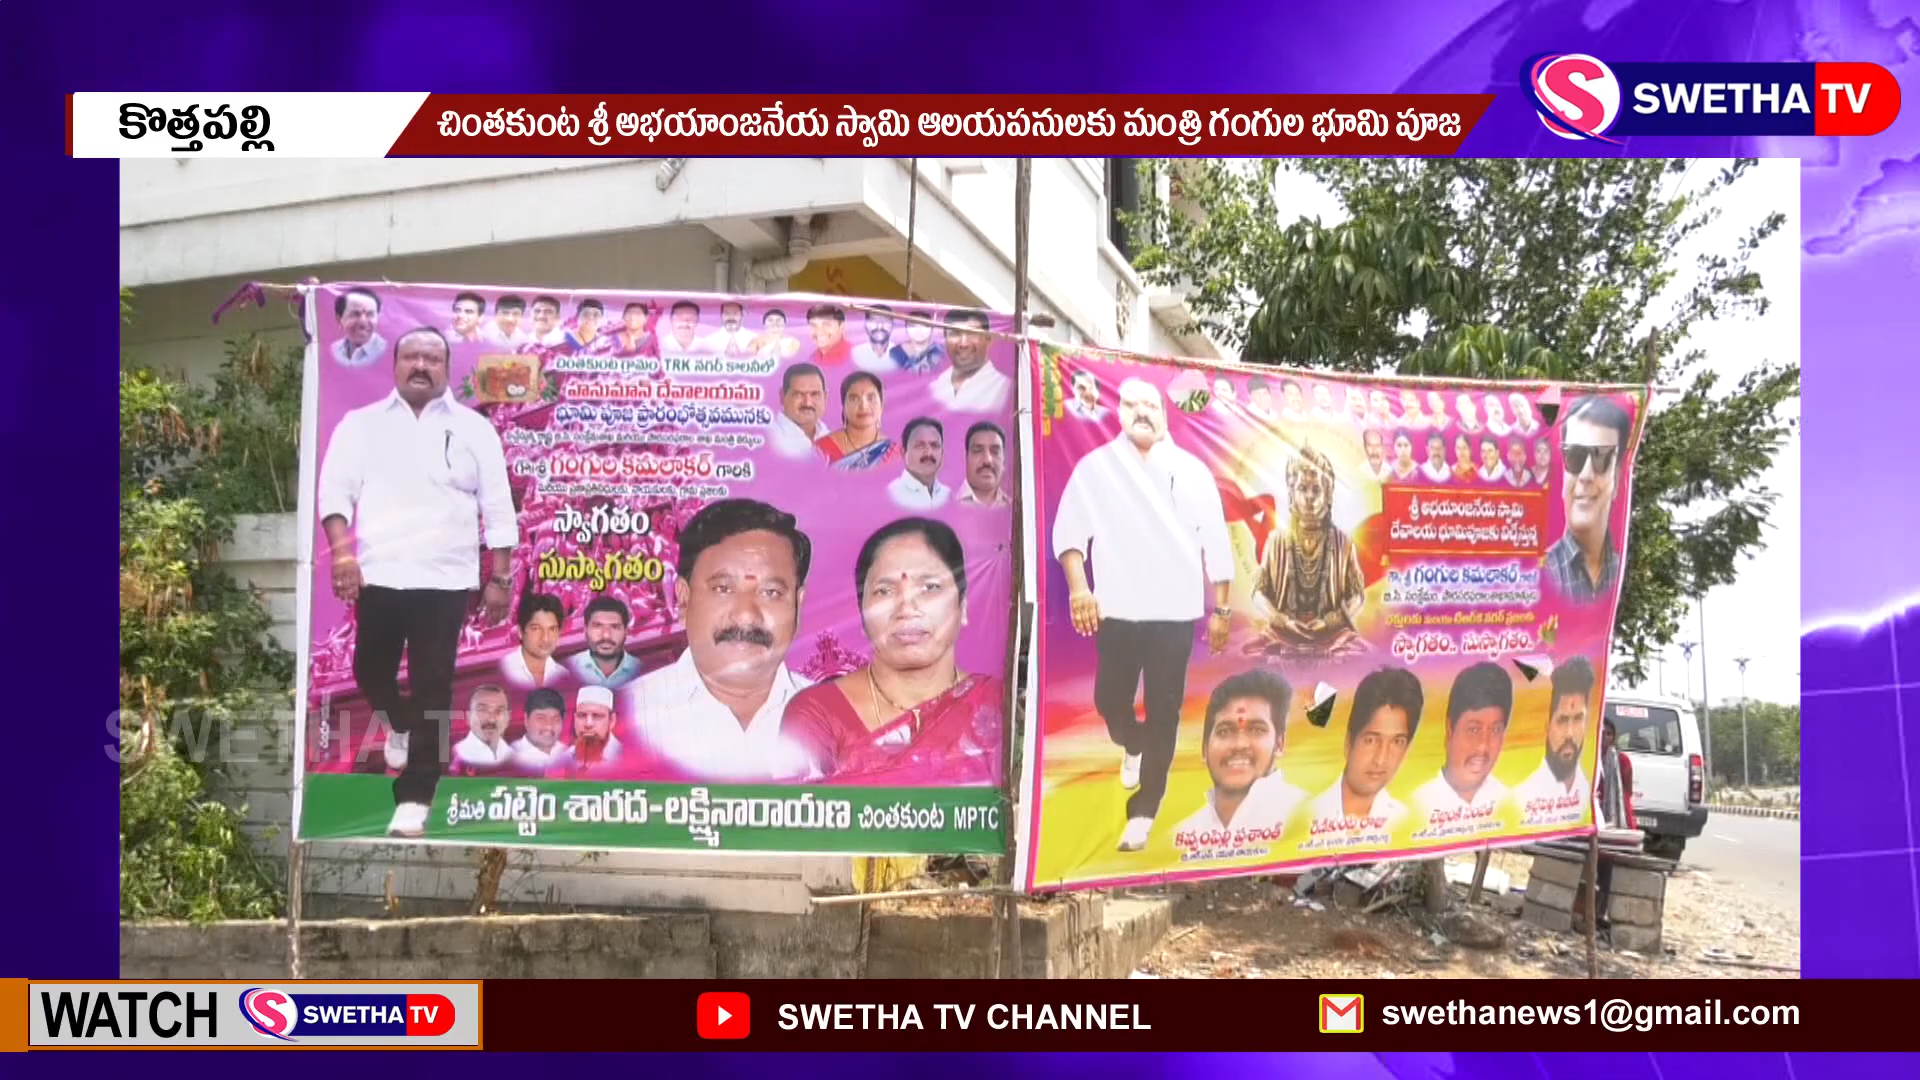 కొత్తపల్లి
చింతకుంట శ్రీ అభయాంజనేయ స్వామి ఆలయపనులకు మంత్రి గంగుల భూమి పూజ
SWETHA TV
చింతకుంట గ్రామం TRK నగర్ కాలనీలో
హనుమాన్ దేవాలయము
భూమి పూజ ప్రారంభోత్సవమునకు
గౌ॥శ్రీ గంగుల కమలాకర్ గారికి
స్వాగతం
సుస్వాగతం
శ్రీమతి పట్టెం శారద-లక్ష్మినారాయణ చింతకుంట MPTC
శ్రీ అభయాంజనేయ స్వామి
దేవాలయ భూమిపూజకు విచ్చేస్తున్న
గౌ శ్రీ గంగుల కమలాకర్ గారికి
స్వాగతం.. సుస్వాగతం..
SWETHA TV
WATCH SWETHA TV
SWETHA TV CHANNEL
swethanews1@gmail.com